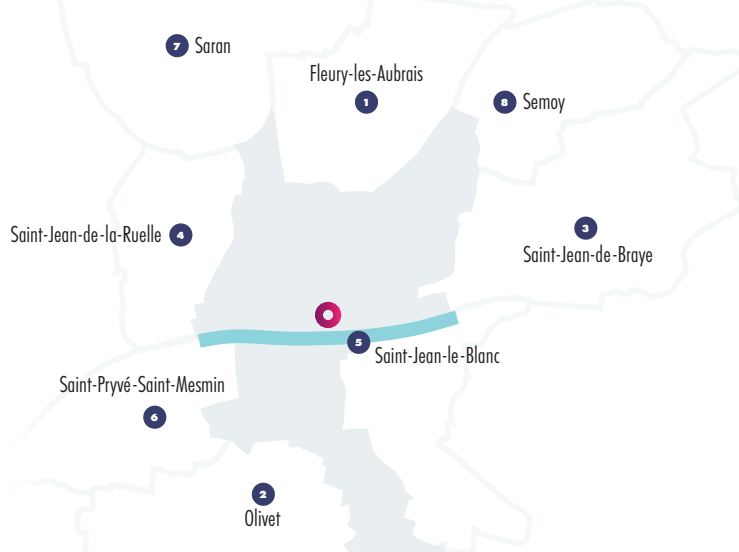 7 Saran
Fleury-les-Aubrais
1
8 Semoy
Saint-Jean-de-la-Ruelle 4
3
Saint-Jean-de-Braye
5
Saint-Jean-le-Blanc
Saint-Pryvé-Saint-Mesmin
6
2
Olivet